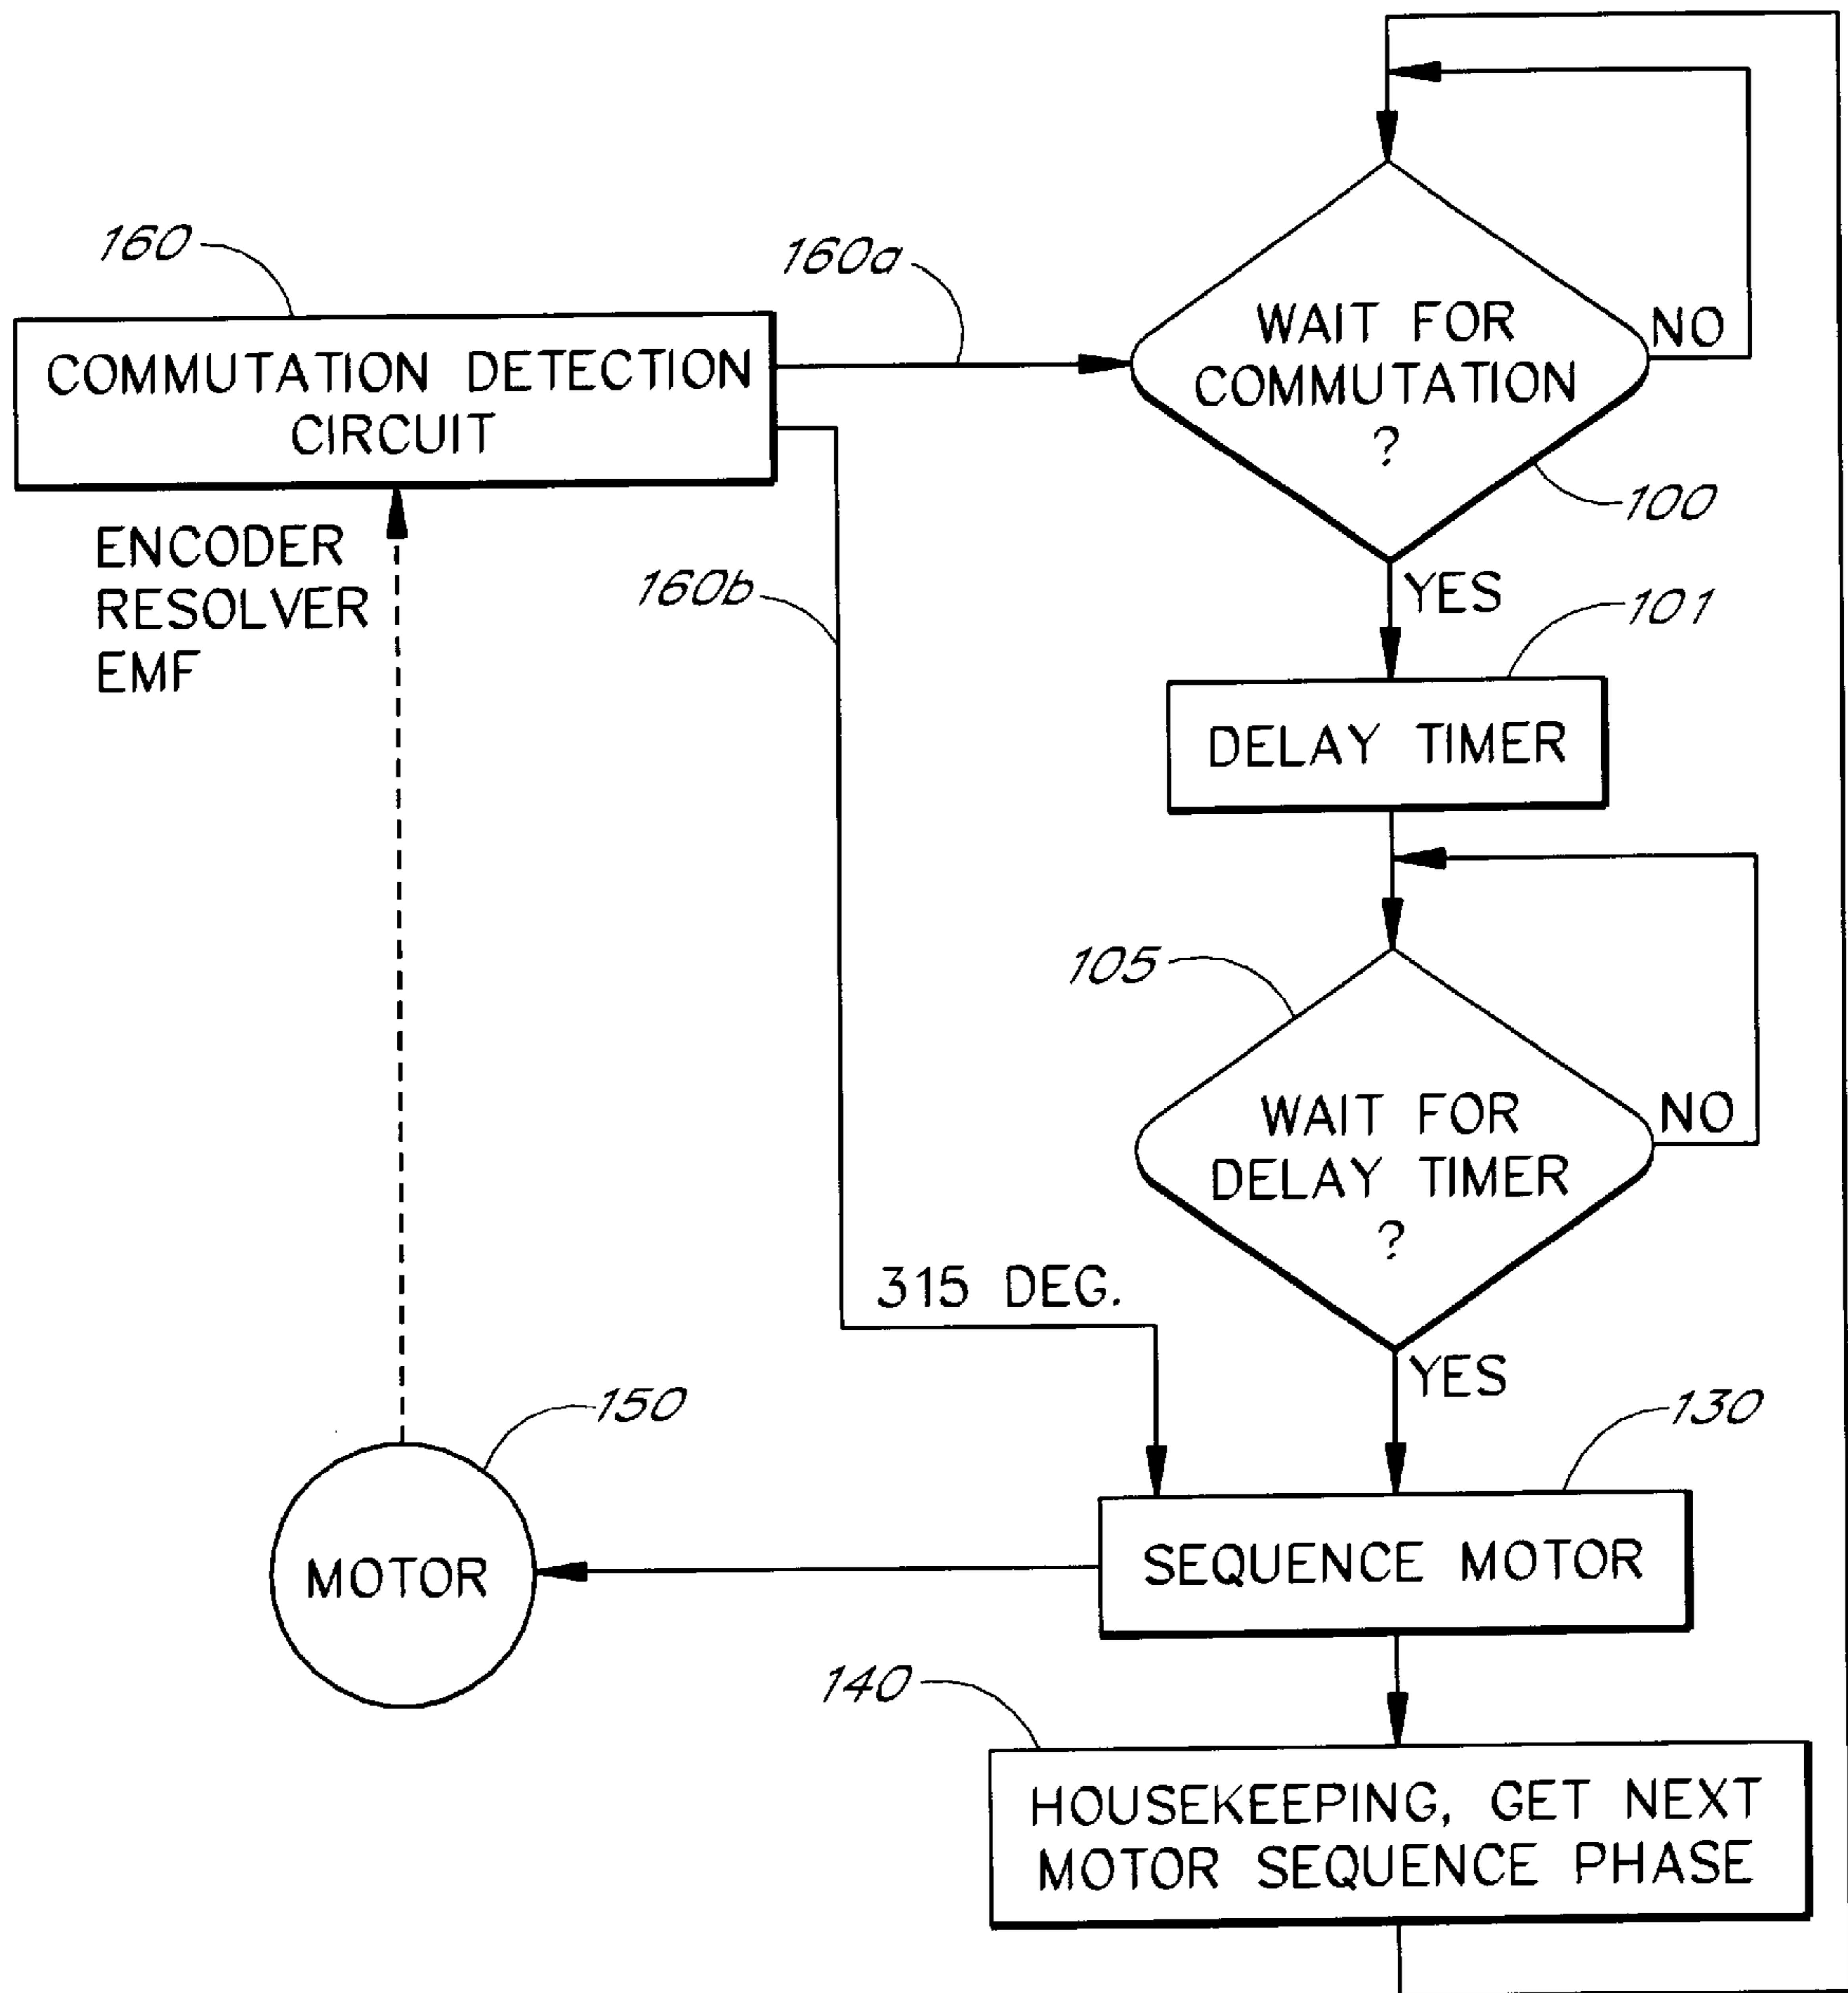 160
COMMUTATION DETECTION
CIRCUIT
160a
WAIT FOR
COMMUTATION
?
NO
100
YES
ENCODER
RESOLVER
EMF
160b
101
DELAY TIMER
105
WAIT FOR
DELAY TIMER
?
NO
315 DEG.
YES
150
MOTOR
130
SEQUENCE MOTOR
140
HOUSEKEEPING, GET NEXT
MOTOR SEQUENCE PHASE